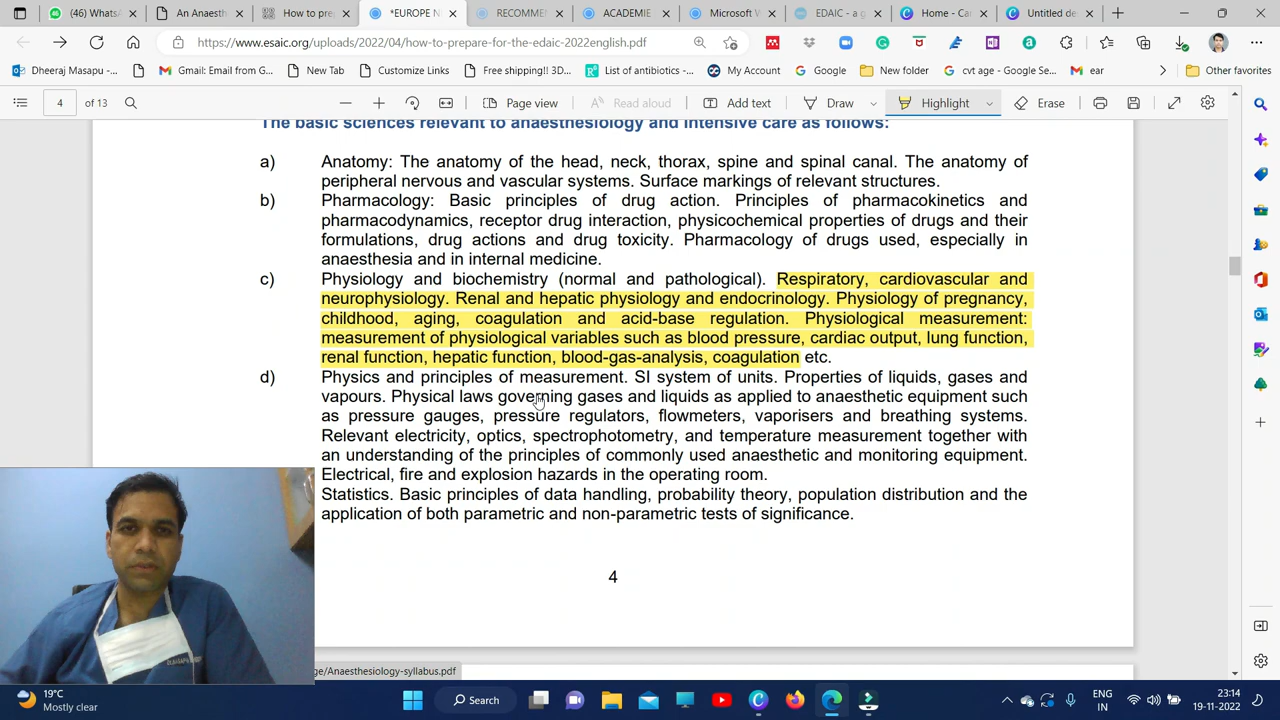 (46) WhatsA
An Anaesth
How to pre
*EUROPE N
RECOMME
ACADEMIE
Microsoft W
EDAIC - a g
Home - Can
Untitled de
https://www.esaic.org/uploads/2022/04/how-to-prepare-for-the-edaic-2022english.pdf
Dheeraj Masapu -...
Gmail: Email from G...
New Tab
Customize Links
Free shipping!! 3D...
List of antibiotics -...
My Account
Google
New folder
cvt age - Google Se...
ear
Other favorites
4 of 13
Page view
Read aloud
Add text
Draw
Highlight
Erase
The basic sciences relevant to anaesthesiology and intensive care as follows:
a) Anatomy: The anatomy of the head, neck, thorax, spine and spinal canal. The anatomy of
peripheral nervous and vascular systems. Surface markings of relevant structures.
b) Pharmacology: Basic principles of drug action. Principles of pharmacokinetics and
pharmacodynamics, receptor drug interaction, physicochemical properties of drugs and their
formulations, drug actions and drug toxicity. Pharmacology of drugs used, especially in
anaesthesia and in internal medicine.
c) Physiology and biochemistry (normal and pathological). Respiratory, cardiovascular and
neurophysiology. Renal and hepatic physiology and endocrinology. Physiology of pregnancy,
childhood, aging, coagulation and acid-base regulation. Physiological measurement:
measurement of physiological variables such as blood pressure, cardiac output, lung function,
renal function, hepatic function, blood-gas-analysis, coagulation etc.
d) Physics and principles of measurement. SI system of units. Properties of liquids, gases and
vapours. Physical laws governing gases and liquids as applied to anaesthetic equipment such
as pressure gauges, pressure regulators, flowmeters, vaporisers and breathing systems.
Relevant electricity, optics, spectrophotometry, and temperature measurement together with
an understanding of the principles of commonly used anaesthetic and monitoring equipment.
Electrical, fire and explosion hazards in the operating room.
Statistics. Basic principles of data handling, probability theory, population distribution and the
application of both parametric and non-parametric tests of significance.
4
ge/Anaesthesiology-syllabus.pdf
19°C
Mostly clear
Search
ENG
IN
23:14
19-11-2022